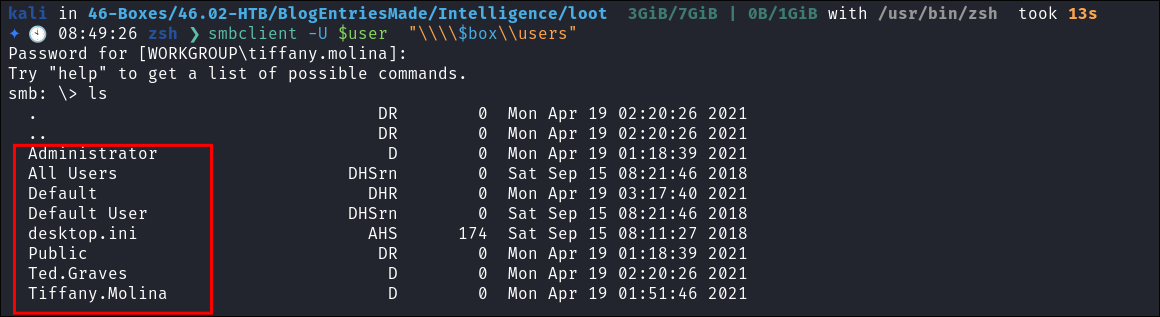 kali in 46-Boxes/46.02-HTB/BlogEntriesMade/Intelligence/loot 3GiB/7GiB | 0B/1GiB with /usr/bin/zsh took 13s
✦ 🕙 08:49:26 zsh ❯ smbclient -U $user "\\\\$box\\users"
Password for [WORKGROUP\tiffany.molina]:
Try "help" to get a list of possible commands.
smb: \> ls
. DR 0 Mon Apr 19 02:20:26 2021
.. DR 0 Mon Apr 19 02:20:26 2021
Administrator D 0 Mon Apr 19 01:18:39 2021
All Users DHSrn 0 Sat Sep 15 08:21:46 2018
Default DHR 0 Mon Apr 19 03:17:40 2021
Default User DHSrn 0 Sat Sep 15 08:21:46 2018
desktop.ini AHS 174 Sat Sep 15 08:11:27 2018
Public DR 0 Mon Apr 19 01:18:39 2021
Ted.Graves D 0 Mon Apr 19 02:20:26 2021
Tiffany.Molina D 0 Mon Apr 19 01:51:46 2021